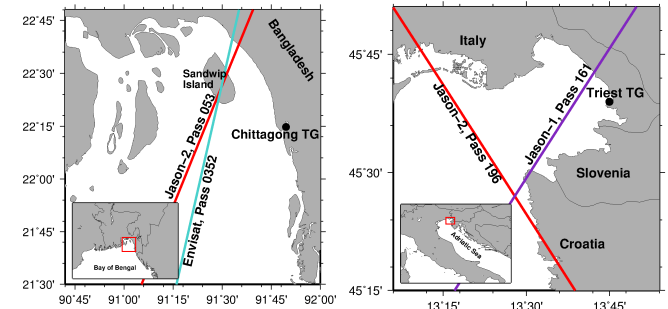 22°45'
22°30'
22°15'
22°00'
21°45'
21°30'
90°45'
91°00'
91°15'
91°30'
91°45'
92°00'
Bangladesh
Sandwip
Island
Chittagong TG
Jason-2, Pass 053
Envisat, Pass 0352
Bay of Bengal
45°45'
45°30'
45°15'
13°15'
13°30'
13°45'
Italy
Triest TG
Jason-1, Pass 161
Jason-2, Pass 196
Slovenia
Croatia
Adriatic Sea